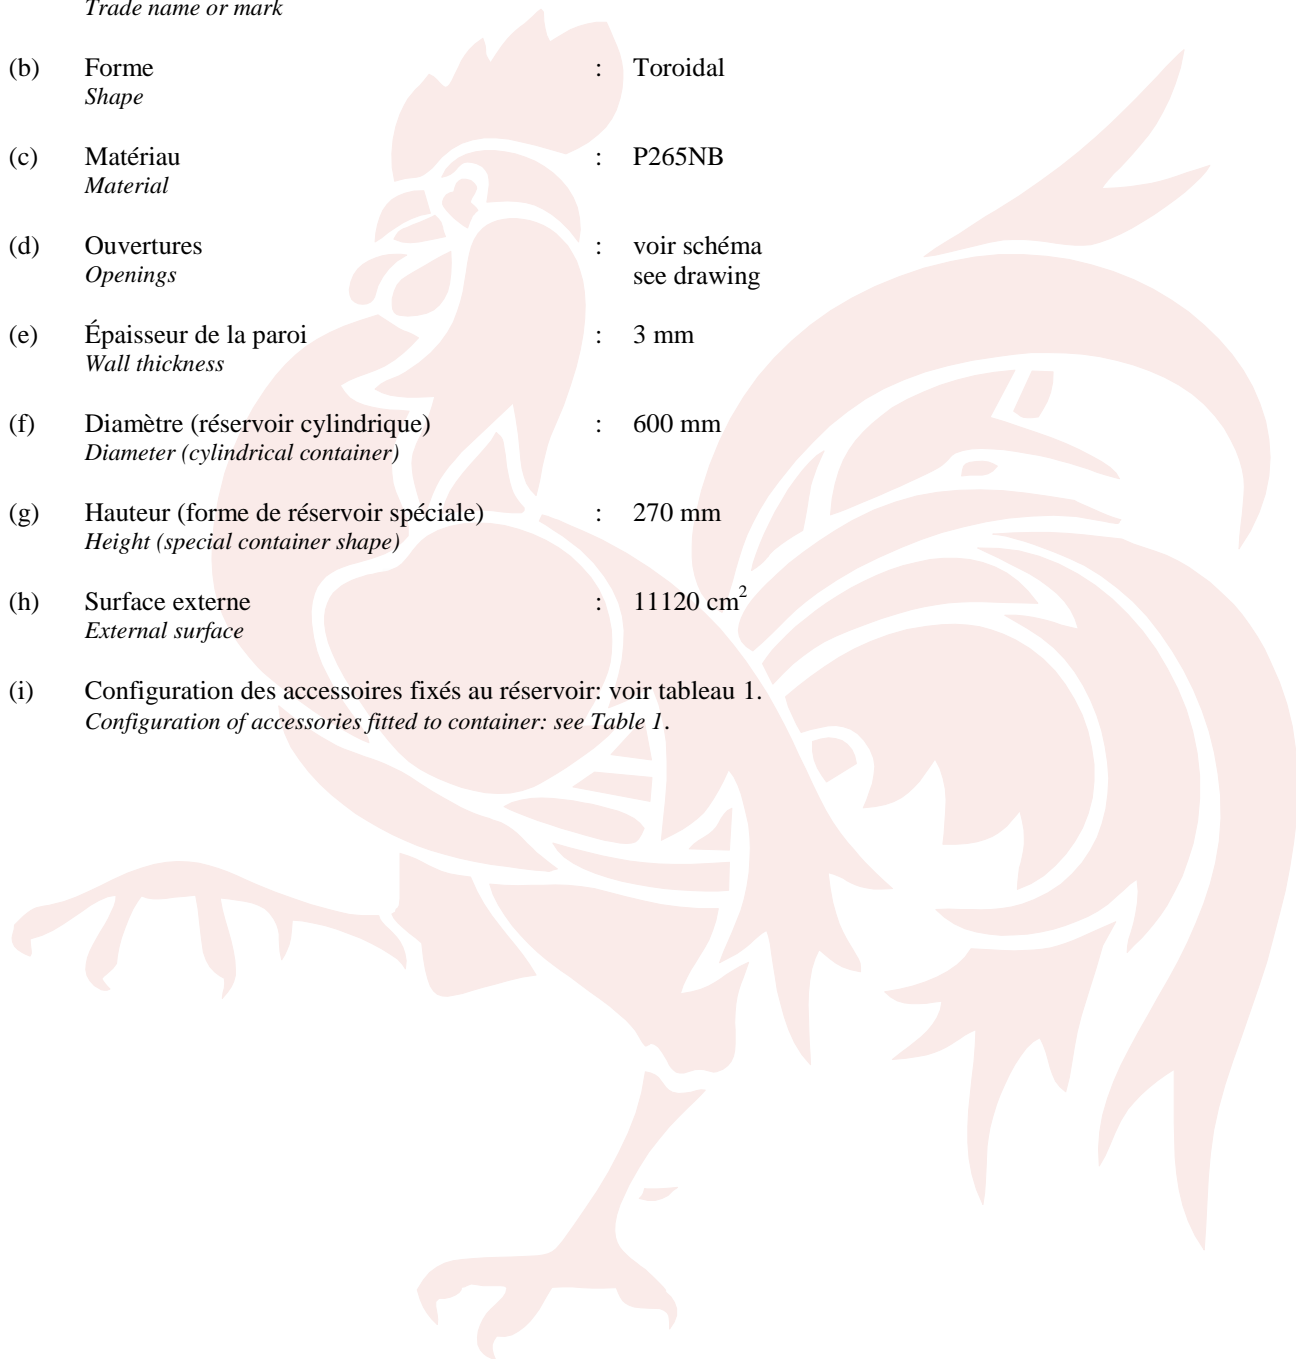 Trade name or mark
(b) Forme : Toroidal
Shape
(c) Matériau : P265NB
Material
(d) Ouvertures : voir schéma
Openings see drawing
(e) Épaisseur de la paroi : 3 mm
Wall thickness
(f) Diamètre (réservoir cylindrique) : 600 mm
Diameter (cylindrical container)
(g) Hauteur (forme de réservoir spéciale) : 270 mm
Height (special container shape)
(h) Surface externe : 11120 cm²
External surface
(i) Configuration des accessoires fixés au réservoir: voir tableau 1.
Configuration of accessories fitted to container: see Table 1.